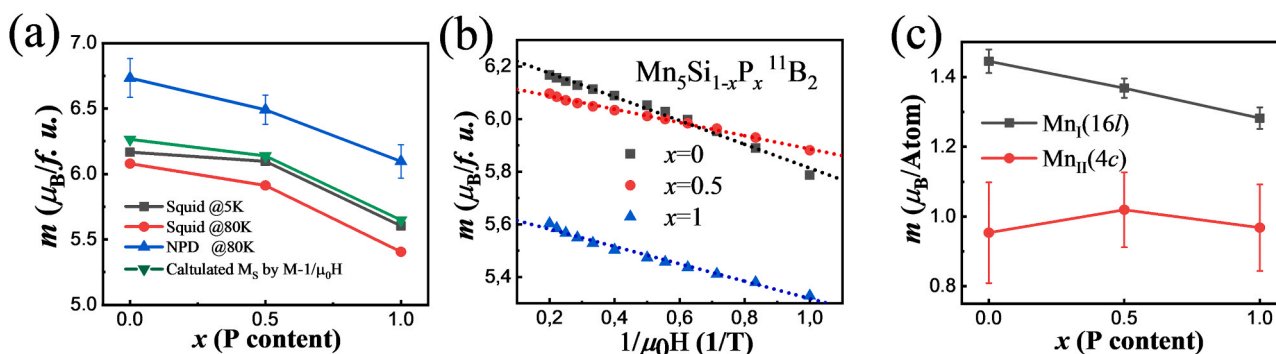 (a)
7.0
6.5
6.0
5.5
5.0
m (μB/f. u.)
Squid @5K
Squid @80K
NPD @80K
Caltulated MS by M-1/μ0H
0.0 0.5 1.0
x (P content)
(b)
6,2
6,0
5,8
5,6
5,4
m (μB/f. u.)
Mn5Si1-xPx 11B2
x=0
x=0.5
x=1
0,2 0,4 0,6 0,8 1,0
1/μ0H (1/T)
(c)
1.4
1.2
1.0
0.8
m (μB/Atom)
MnI(16l)
MnII(4c)
0.0 0.5 1.0
x (P content)